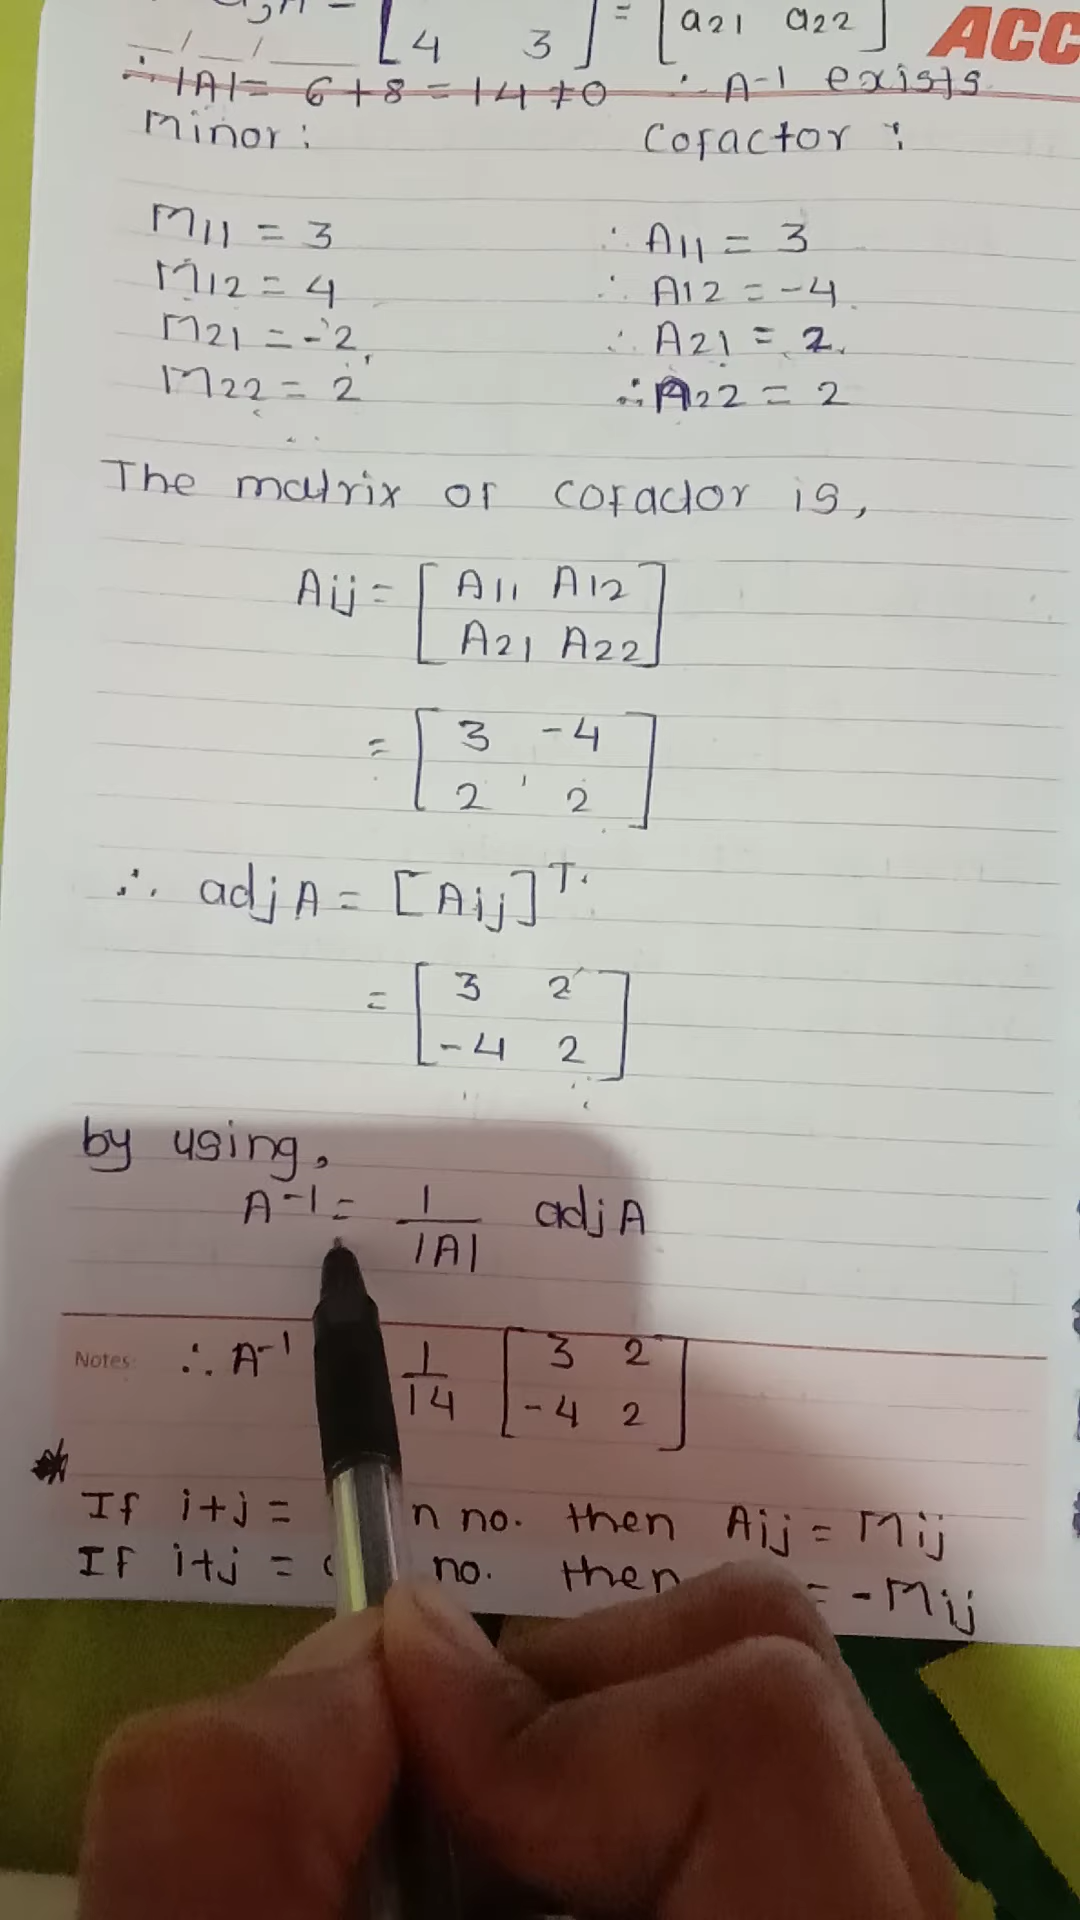 [ 4 3 ] = [ a21 a22 ] ACC
∴ |A| = 6+8 = 14 ≠ 0 ∴ A-1 exists
Minor : Cofactor :
M11 = 3 ∴ A11 = 3
M12 = 4 ∴ A12 = -4
M21 = -2 ∴ A21 = 2
M22 = 2 ∴ A22 = 2
The matrix of cofactor is,
Aij = [ A11 A12
A21 A22 ]
= [ 3 -4
2 2 ]
∴ adj A = [Aij]T
= [ 3 2
-4 2 ]
by using,
A-1 = 1/|A| adj A
Notes: ∴ A-1 1/14 [ 3 2
-4 2 ]
If i+j = n no. then Aij = Mij
If i+j = no. then = -Mij